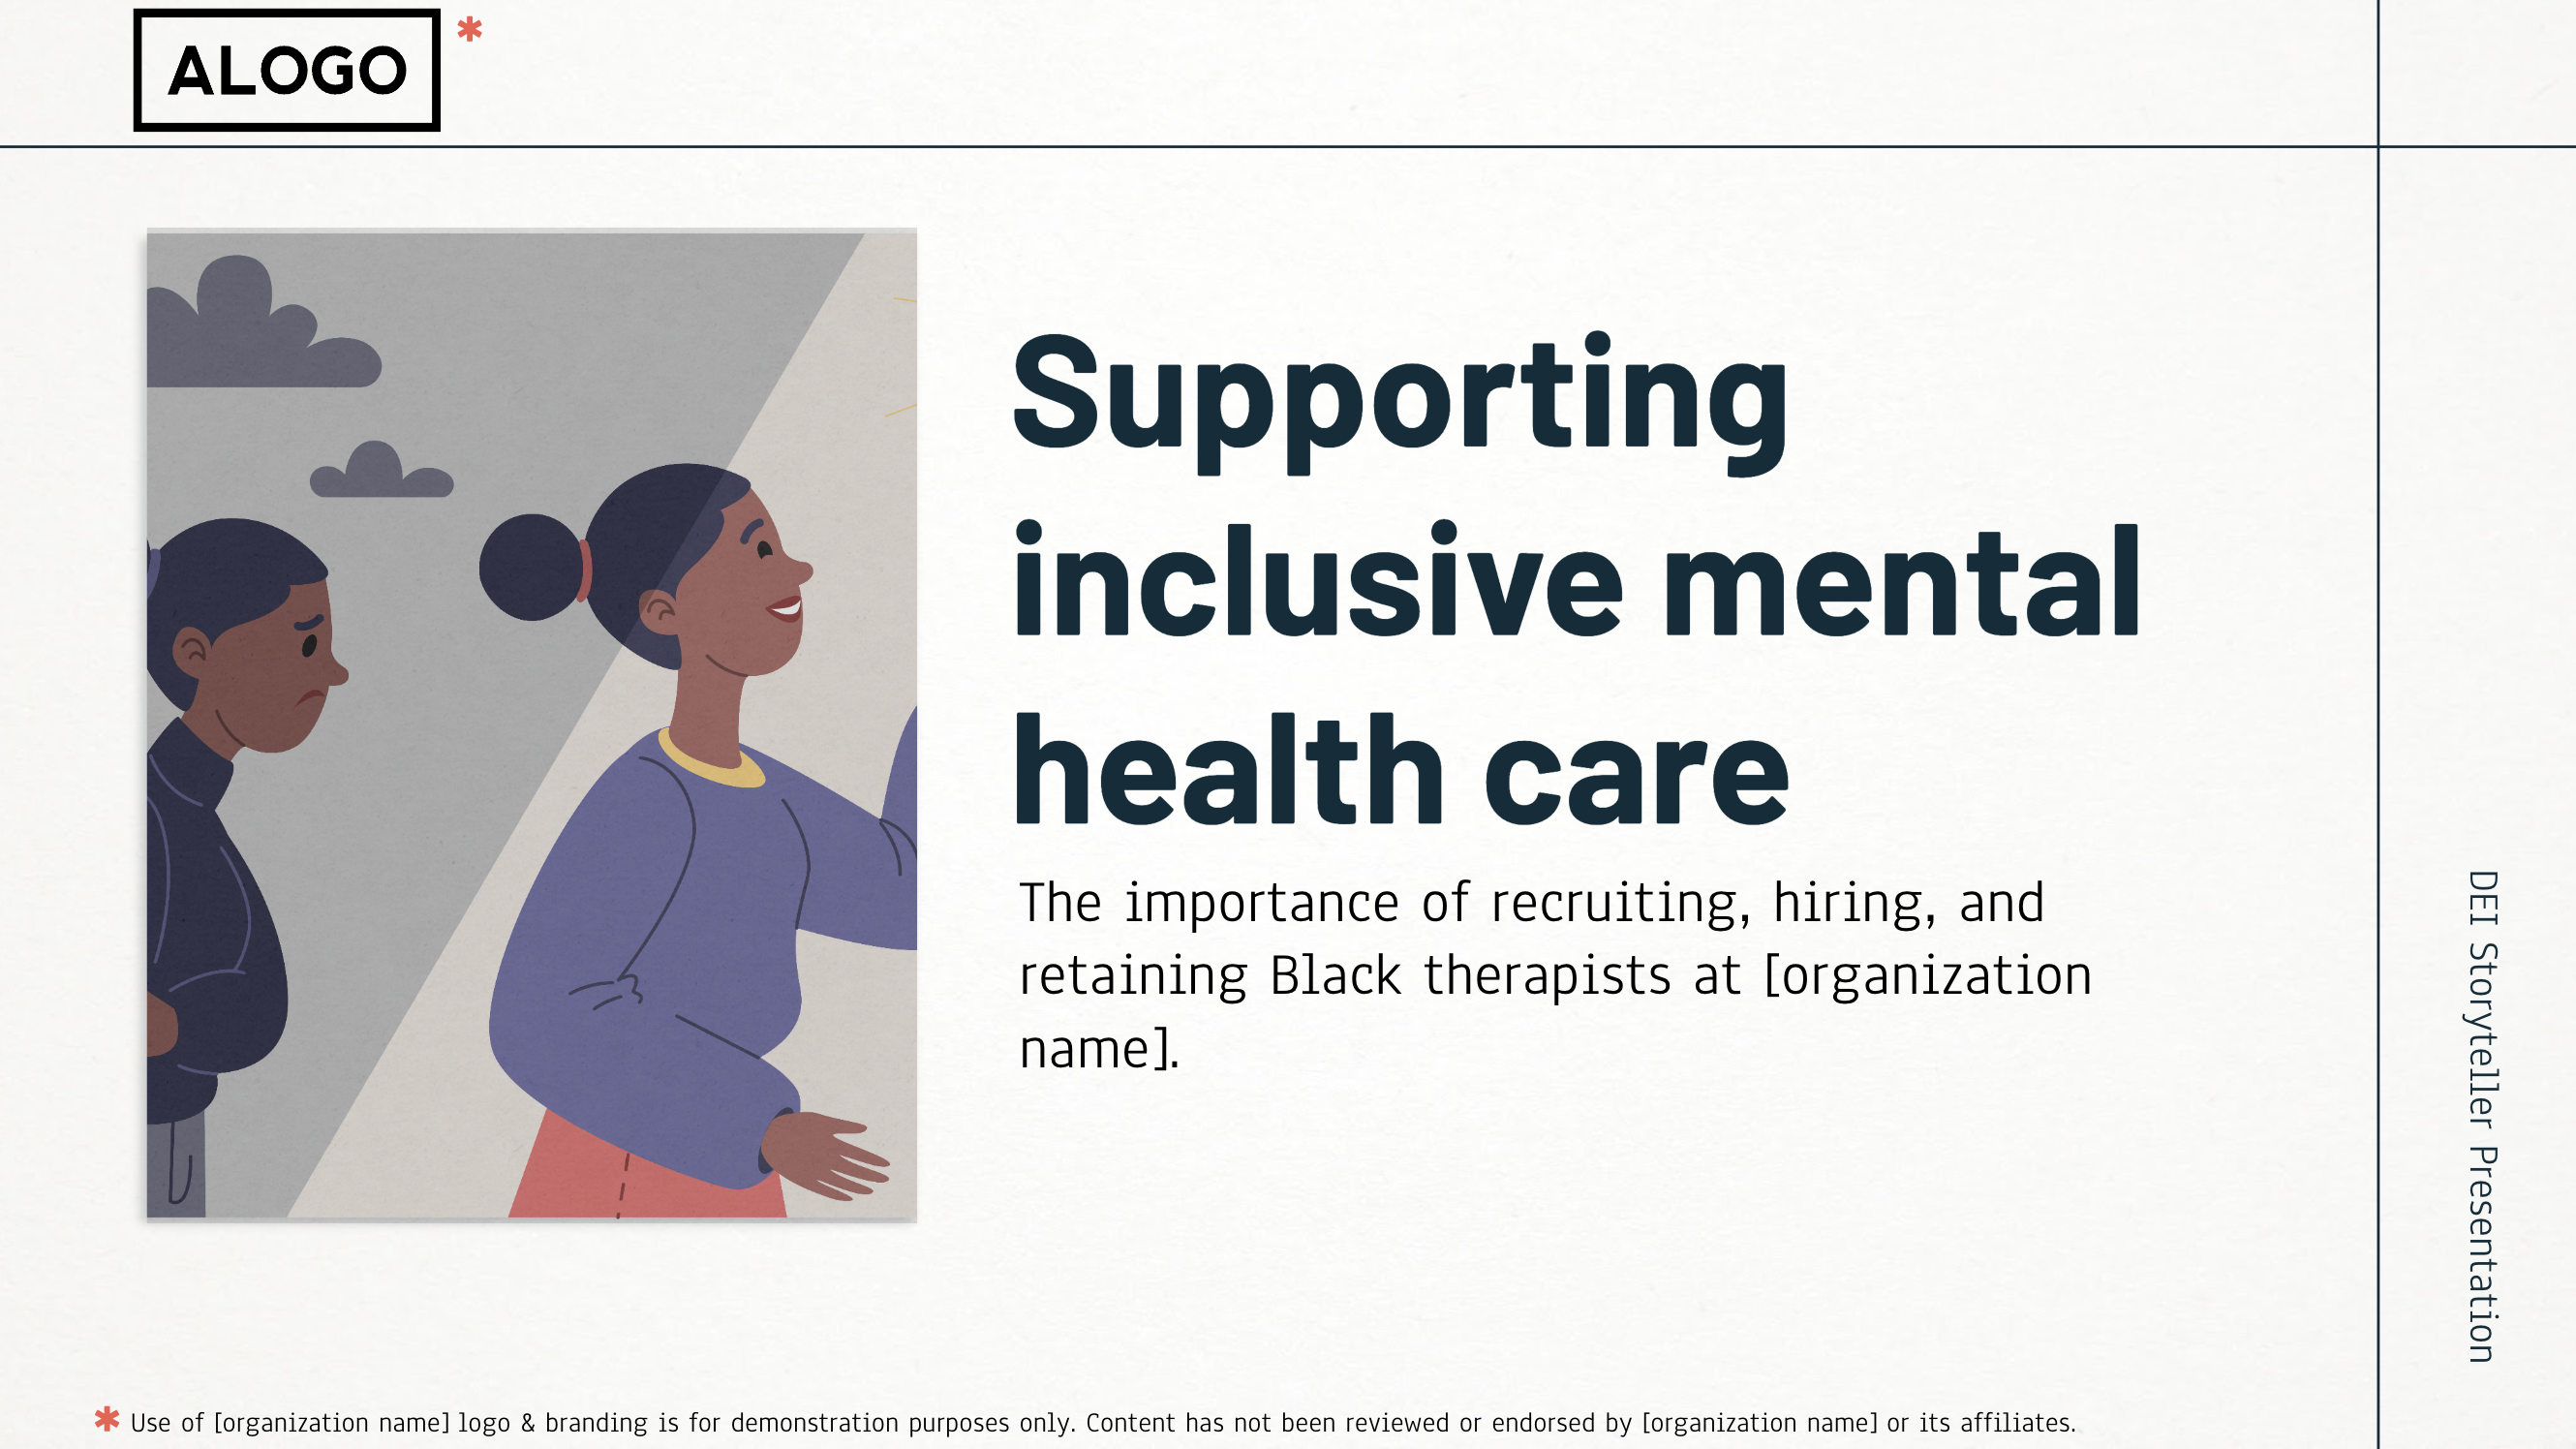 ALOGO *
Supporting
inclusive mental
health care
The importance of recruiting, hiring, and
retaining Black therapists at [organization
name].
DEI Storyteller Presentation
* Use of [organization name] logo & branding is for demonstration purposes only. Content has not been reviewed or endorsed by [organization name] or its affiliates.